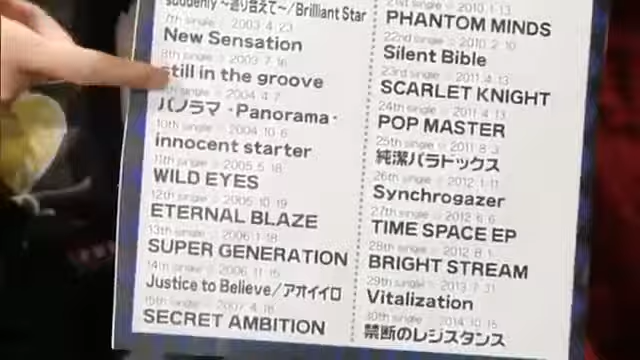 suddenly ～巡り合えて～/Brilliant Star
7th single ☆ 2003.4.23
New Sensation
8th single ☆ 2003.7.16
still in the groove
single ☆ 2004.4.7
パノラマ -Panorama-
10th single ☆ 2004.10.6
innocent starter
11th single ☆ 2005.5.18
WILD EYES
12th single ☆ 2005.10.19
ETERNAL BLAZE
13th single ☆ 2006.1.18
SUPER GENERATION
14th single ☆ 2006.11.15
Justice to Believe/アオイイロ
15th single ☆ 2007.4.18
SECRET AMBITION
21st single ☆ 2010.1.13
PHANTOM MINDS
22nd single ☆ 2010.2.10
Silent Bible
23rd single ☆ 2011.4.13
SCARLET KNIGHT
24th single ☆ 2011.4.13
POP MASTER
25th single ☆ 2011.8.3
純潔パラドックス
26th single ☆ 2012.1.11
Synchrogazer
27th single ☆ 2012.6.6
TIME SPACE EP
28th single ☆ 2012.8.1
BRIGHT STREAM
29th single ☆ 2013.7.31
Vitalization
30th single ☆ 2014.10.15
禁断のレジスタンス